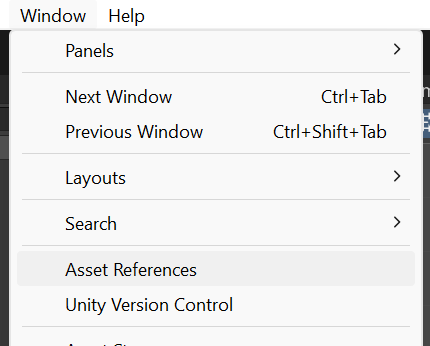 Window Help
Panels
Next Window Ctrl+Tab
Previous Window Ctrl+Shift+Tab
Layouts
Search
Asset References
Unity Version Control